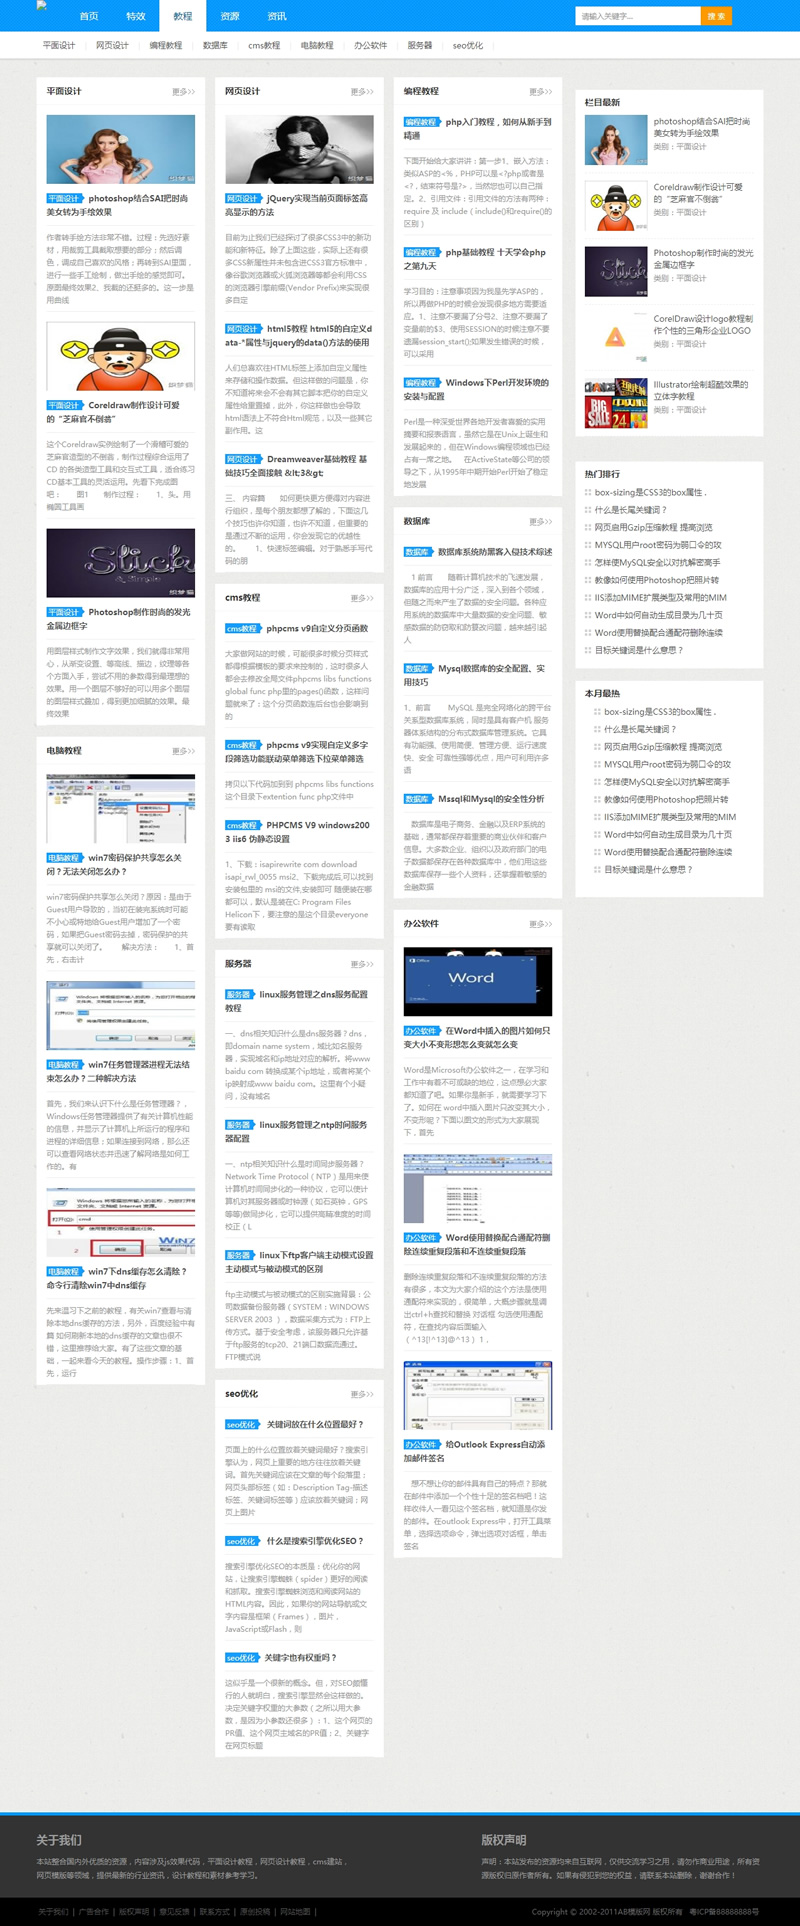 首页 特效 教程 资源 资讯
请输入关键字... 搜 索
平面设计 网页设计 编程教程 数据库 cms教程 电脑教程 办公软件 服务器 seo优化
平面设计 更多>>
平面设计 photoshop结合SAI把时尚
美女转为手绘效果
作者转手绘方法非常不错。过程：先选好素
材，用裁剪工具截取想要的部分；然后调
色，调成自己喜欢的风格；再转到SAI里面，
进行一些手工绘制，做出手绘的感觉即可。
原图最终效果2、我截的还挺多的。这一步是
用曲线
平面设计 Coreldraw制作设计可爱
的“芝麻官不倒翁”
这个Coreldraw实例绘制了一个滑稽可爱的
芝麻官造型的不倒翁，制作过程综合运用了
CD 的各类造型工具和交互式工具，适合练习
CD基本工具的灵活运用。先看下完成图
吧： 图1 制作过程： 1、头。用
椭圆工具画
平面设计 Photoshop制作时尚的发光
金属边框字
用图层样式制作文字效果，我们就得非常用
心，从渐变设置、等高线、描边，纹理等各
个方面入手，尝试不用的参数得到最理想的
效果。用一个图层不够好的可以用多个图层
的图层样式叠加，得到更加细腻的效果。最
终效果
电脑教程 更多>>
电脑教程 win7密码保护共享怎么关
闭？无法关闭怎么办？
win7密码保护共享怎么关闭？原因：是由于
Guest用户导致的，当初在装完系统时可能
不小心或特地给Guest用户增加了一个密
码，如果把Guest密码去掉，密码保护的共
享就可以关闭了。 解决方法： 1、首
先，右击计
电脑教程 win7任务管理器进程无法结
束怎么办？二种解决方法
首先，我们来认识下什么是任务管理器？，
Windows任务管理器提供了有关计算机性能
的信息，并显示了计算机上所运行的程序和
进程的详细信息；如果连接到网络，那么还
可以查看网络状态并迅速了解网络是如何工
作的。有
电脑教程 win7下dns缓存怎么清除？
命令行清除win7中dns缓存
先来温习下之前的教程，有关win7查看与清
除本地dns缓存的方法，另外，百度经验中有
篇 如何刷新本地的dns缓存的文章也很不
错，这里推荐给大家。有了这些文章的基
础，一起来看今天的教程。操作步骤：1、首
先，运行
网页设计 更多>>
网页设计 jQuery实现当前页面标签高
亮显示的方法
目前为止我们已经探讨了很多CSS3中的新功
能和新特征。除了上面这些，实际上还有很
多CSS新属性并未包含进CSS3官方标准中，
像谷歌浏览器或火狐浏览器等都会利用CSS
的浏览器引擎前缀(Vendor Prefix)来实现很
多自定
网页设计 html5教程 html5的自定义d
ata-*属性与jquery的data()方法的使用
人们总喜欢往HTML标签上添加自定义属性
来存储和操作数据。但这样做的问题是，你
不知道将来会不会有其它脚本把你的自定义
属性给重置掉，此外，你这样做也会导致
html语法上不符合Html规范，以及一些其它
副作用。这
网页设计 Dreamweaver基础教程 基
础技巧全面接触 &lt;3&gt;
三、内容篇 如何更快更方便得对内容进
行组织，是每个朋友都想了解的，下面这几
个技巧也许你知道，也许不知道，但重要的
是通过不断的运用，你会发现它的优越性
的。 1、快速标签编辑。对于熟悉手写代
码的朋
cms教程 更多>>
cms教程 phpcms v9自定义分页函数
大家做网站的时候，可能很多时候分页样式
都得根据模板的要求来控制的，这时很多人
都会去修改全局文件phpcms libs functions
global func php里的pages()函数，这样问
题就来了：这个分页函数连后台也会影响到
的
cms教程 phpcms v9实现自定义多字
段筛选功能联动菜单筛选下拉菜单筛选
拷贝以下代码加到到 phpcms libs functions
这个目录下extention func php文件中
cms教程 PHPCMS V9 windows200
3 iis6 伪静态设置
1、下载：isapirewrite com download
isapi_rwl_0055 msi2、下载完成后,可以找到
安装包里的 msi的文件,安装即可 随便装在哪
都可以，默认是装在C: Program Files
Helicon下，要注意的是这个目录everyone
要有读取
服务器 更多>>
服务器 linux服务管理之dns服务配置
教程
一、dns相关知识什么是dns服务器？dns，
即domain name system，域比如名服务
器，实现域名和ip地址对应的解析。将www
baidu com 转换成某个ip地址，或者将某个
ip映射成www baidu com。这里有个小疑
问，没有域名
服务器 linux服务管理之ntp时间服务
器配置
一、ntp相关知识什么是时间同步服务器？
Network Time Protocol（NTP）是用来使
计算机时间同步化的一种协议，它可以使计
算机对其服务器或时钟源（如石英钟，GPS
等等)做同步化，它可以提供高精准度的时间
校正（L
服务器 linux下ftp客户端主动模式设置
主动模式与被动模式的区别
ftp主动模式与被动模式的区别实施背景：公
司数据备份服务器（SYSTEM：WINDOWS
SERVER 2003 ），数据采集方式为：FTP上
传方式。基于安全考虑，该服务器只允许基
于ftp服务的tcp20、21端口数据流通过。
FTP模式说
seo优化 更多>>
seo优化 关键词放在什么位置最好？
页面上的什么位置放着关键词最好？搜索引
擎认为，网页上重要的地方往往放着关键
词。首先关键词应该在文章的每个段落里；
网页头部标签（如：Description Tag-描述
标签、关键词标签等）应该放着关键词；网
页上图片
seo优化 什么是搜索引擎优化SEO？
搜索引擎优化SEO的本质是：优化你的网
站，让搜索引擎蜘蛛（spider）更好的阅读
和抓取。搜索引擎蜘蛛浏览和阅读网站的
HTML内容。因此，如果你的网站导航或文
字内容是框架（Frames），图片，
JavaScript或Flash，则
seo优化 关键字也有权重吗？
这似乎是一个很新的概念。但，对SEO能懂
行的人就明白，搜索引擎显然会这样做的。
决定关键字权重的大参数（之所以用大参
数，是因为小参数还很多）：1、这个网页的
PR值、这个网页主域名的PR值；2、关键字
在网页标题
编程教程 更多>>
编程教程 php入门教程，如何从新手到
精通
下面开始给大家讲讲：第一步1、嵌入方法：
类似ASP的<%，PHP可以是<?php或者是
<?，结束符号是?>，当然您也可以自己指
定。2、引用文件：引用文件的方法有两种：
require 及 include（include()和require()的
区别）
编程教程 php基础教程 十天学会php
之第九天
学习目的：注意事项因为我是先学ASP的，
所以再做PHP的时候会发现很多地方需要适
应。1、注意不要漏了分号2、注意不要漏了
变量前的$3、使用SESSION的时候注意不要
遗漏session_start();如果发生错误的时候，
可以采用
编程教程 Windows下Perl开发环境的
安装与配置
Perl是一种深受世界各地开发者喜爱的实用
摘要和报表语言，虽然它是在Unix上诞生和
发展起来的，但在Windows编程领域也已经
占有一席之地。 在ActiveState等公司的领
导之下，从1995年中期开始Perl开始了稳定
地发展
数据库 更多>>
数据库 数据库系统防黑客入侵技术综述
1 前言 随着计算机技术的飞速发展，
数据库的应用十分广泛，深入到各个领域，
但随之而来产生了数据的安全问题。各种应
用系统的数据库中大量数据的安全问题、敏
感数据的防窃取和防篡改问题，越来越引起
人
数据库 Mysql数据库的安全配置、实
用技巧
1、前言 MySQL 是完全网络化的跨平台
关系型数据库系统，同时是具有客户机 服务
器体系结构的分布式数据库管理系统。它具
有功能强、使用简便、管理方便、运行速度
快、安全 可靠性强等优点，用户可利用许多
语
数据库 Mssql和Mysql的安全性分析
数据库是电子商务、金融以及ERP系统的
基础，通常都保存着重要的商业伙伴和客户
信息。大多数企业、组织以及政府部门的电
子数据都保存在各种数据库中，他们用这些
数据库保存一些个人资料，还掌握着敏感的
金融数据
办公软件 更多>>
Word
办公软件 在Word中插入的图片如何只
变大小不变形想怎么变就怎么变
Word是Microsoft办公软件之一，在学习和
工作中有着不可或缺的地位，这点想必大家
都知道了吧。如果你是新手，就需要学习下
了。如何在 word中插入图片只改变其大小，
不变形呢？下面以图文的形式为大家展现
下，首先
办公软件 Word使用替换配合通配符删
除连续重复段落和不连续重复段落
删除连续重复段落和不连续重复段落的方法
有很多，本文为大家介绍的这个方法是使用
通配符来实现的，很简单，大概步骤就是调
出ctrl+h查找和替换 对话框 勾选使用通配
符，在查找内容后面输入
（^13[!^13]@^13） 1，
办公软件 给Outlook Express自动添
加邮件签名
想不想让你的邮件具有自己的特点？那就
在邮件中添加一个个性十足的签名档吧！这
样收件人一看见这个签名档，就知道是你发
的邮件。在outlook Express中，打开工具菜
单，选择选项命令，弹出选项对话框，单击
签名
栏目最新
photoshop结合SAI把时尚
美女转为手绘效果
类别：平面设计
Coreldraw制作设计可爱
的“芝麻官不倒翁”
类别：平面设计
Photoshop制作时尚的发光
金属边框字
类别：平面设计
CorelDraw设计logo教程制
作个性的三角形企业LOGO
类别：平面设计
Illustrator绘制超酷效果的
立体字教程
类别：平面设计
热门排行
box-sizing是CSS3的box属性 .
什么是长尾关键词？
网页启用Gzip压缩教程 提高浏览
MYSQL用户root密码为弱口令的攻
怎样使MySQL安全以对抗解密高手
教像如何使用Photoshop把照片转
IIS添加MIME扩展类型及常用的MIM
Word中如何自动生成目录为几十页
Word使用替换配合通配符删除连续
目标关键词是什么意思？
本月最热
box-sizing是CSS3的box属性 .
什么是长尾关键词？
网页启用Gzip压缩教程 提高浏览
MYSQL用户root密码为弱口令的攻
怎样使MySQL安全以对抗解密高手
教像如何使用Photoshop把照片转
IIS添加MIME扩展类型及常用的MIM
Word中如何自动生成目录为几十页
Word使用替换配合通配符删除连续
目标关键词是什么意思？
关于我们
本站整合国内外优质的资源，内容涉及js效果代码，平面设计教程，网页设计教程，cms建站，
网页模版等领域，提供最新的行业资讯，设计教程和素材参考学习。
版权声明
声明：本站发布的资源均来自互联网，仅供交流学习之用，请勿作商业用途，所有资
源版权归原作者所有。如果有侵犯到您的权益，请联系本站删除，谢谢合作！
关于我们 | 广告合作 | 版权声明 | 意见反馈 | 联系方式 | 原创投稿 | 网站地图 |
Copyright © 2002-2011AB模版网 版权所有 粤ICP备88888888号